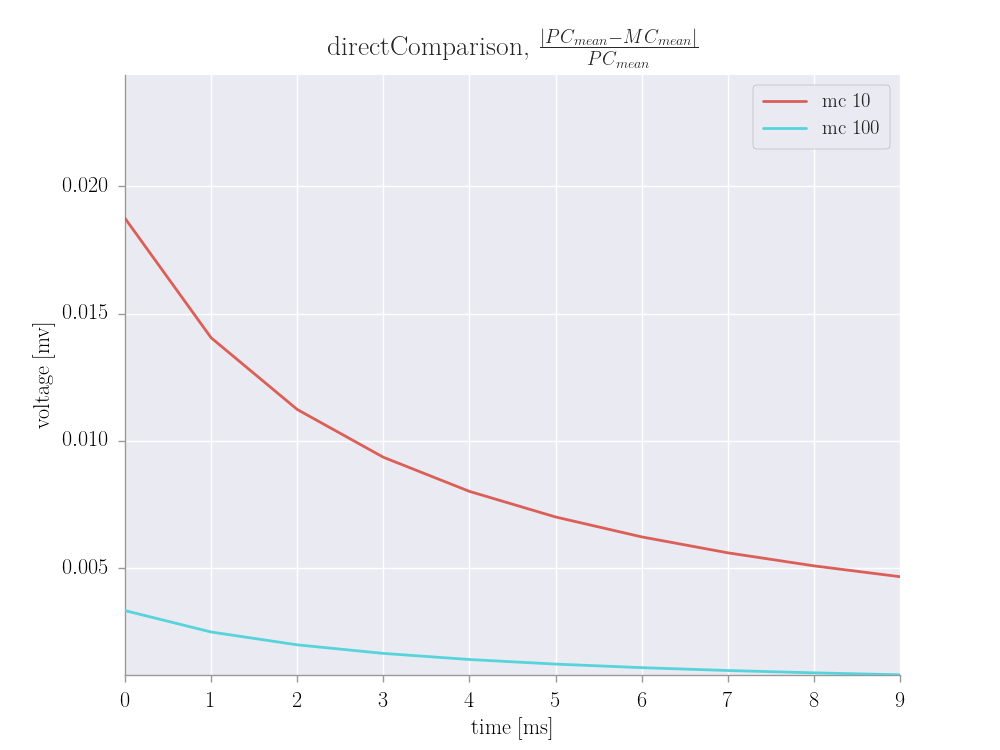 directComparison, |PC_mean−MC_mean| / PC_mean
mc 10
mc 100
0.020
0.015
0.010
0.005
voltage [mv]
0 1 2 3 4 5 6 7 8 9
time [ms]